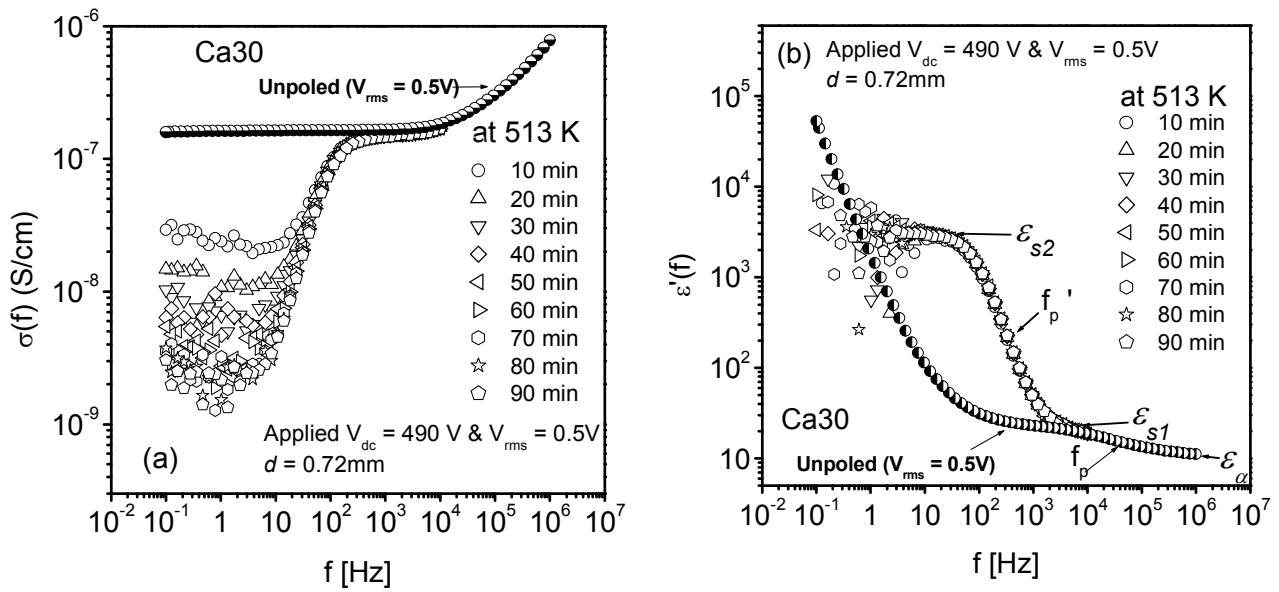 Ca30
Unpoled (V_rms = 0.5V)
at 513 K
10 min
20 min
30 min
40 min
50 min
60 min
70 min
80 min
90 min
Applied V_dc = 490 V & V_rms = 0.5V
d = 0.72mm
(a)
10^-6
10^-7
10^-8
10^-9
σ(f) (S/cm)
10^-2 10^-1 1 10^1 10^2 10^3 10^4 10^5 10^6 10^7
f [Hz]
(b) Applied V_dc = 490 V & V_rms = 0.5V
d = 0.72mm
at 513 K
10 min
20 min
30 min
40 min
50 min
60 min
70 min
80 min
90 min
ε_s2
f_p'
ε_s1
Ca30
Unpoled (V_rms = 0.5V)
f_p
ε_α
10^5
10^4
10^3
10^2
10
ε'(f)
10^-2 10^-1 1 10^1 10^2 10^3 10^4 10^5 10^6 10^7
f [Hz]